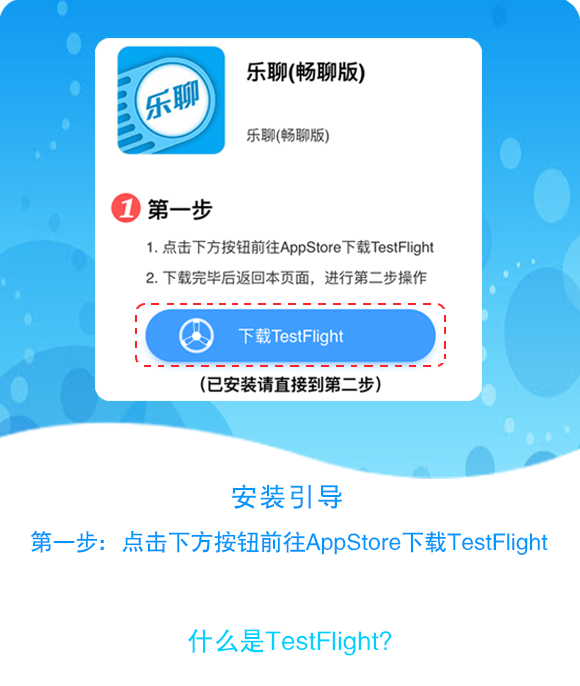 乐聊
乐聊(畅聊版)
乐聊(畅聊版)
1 第一步
1. 点击下方按钮前往AppStore下载TestFlight
2. 下载完毕后返回本页面，进行第二步操作
下载TestFlight
（已安装请直接到第二步）
安装引导
第一步：点击下方按钮前往AppStore下载TestFlight
什么是TestFlight?